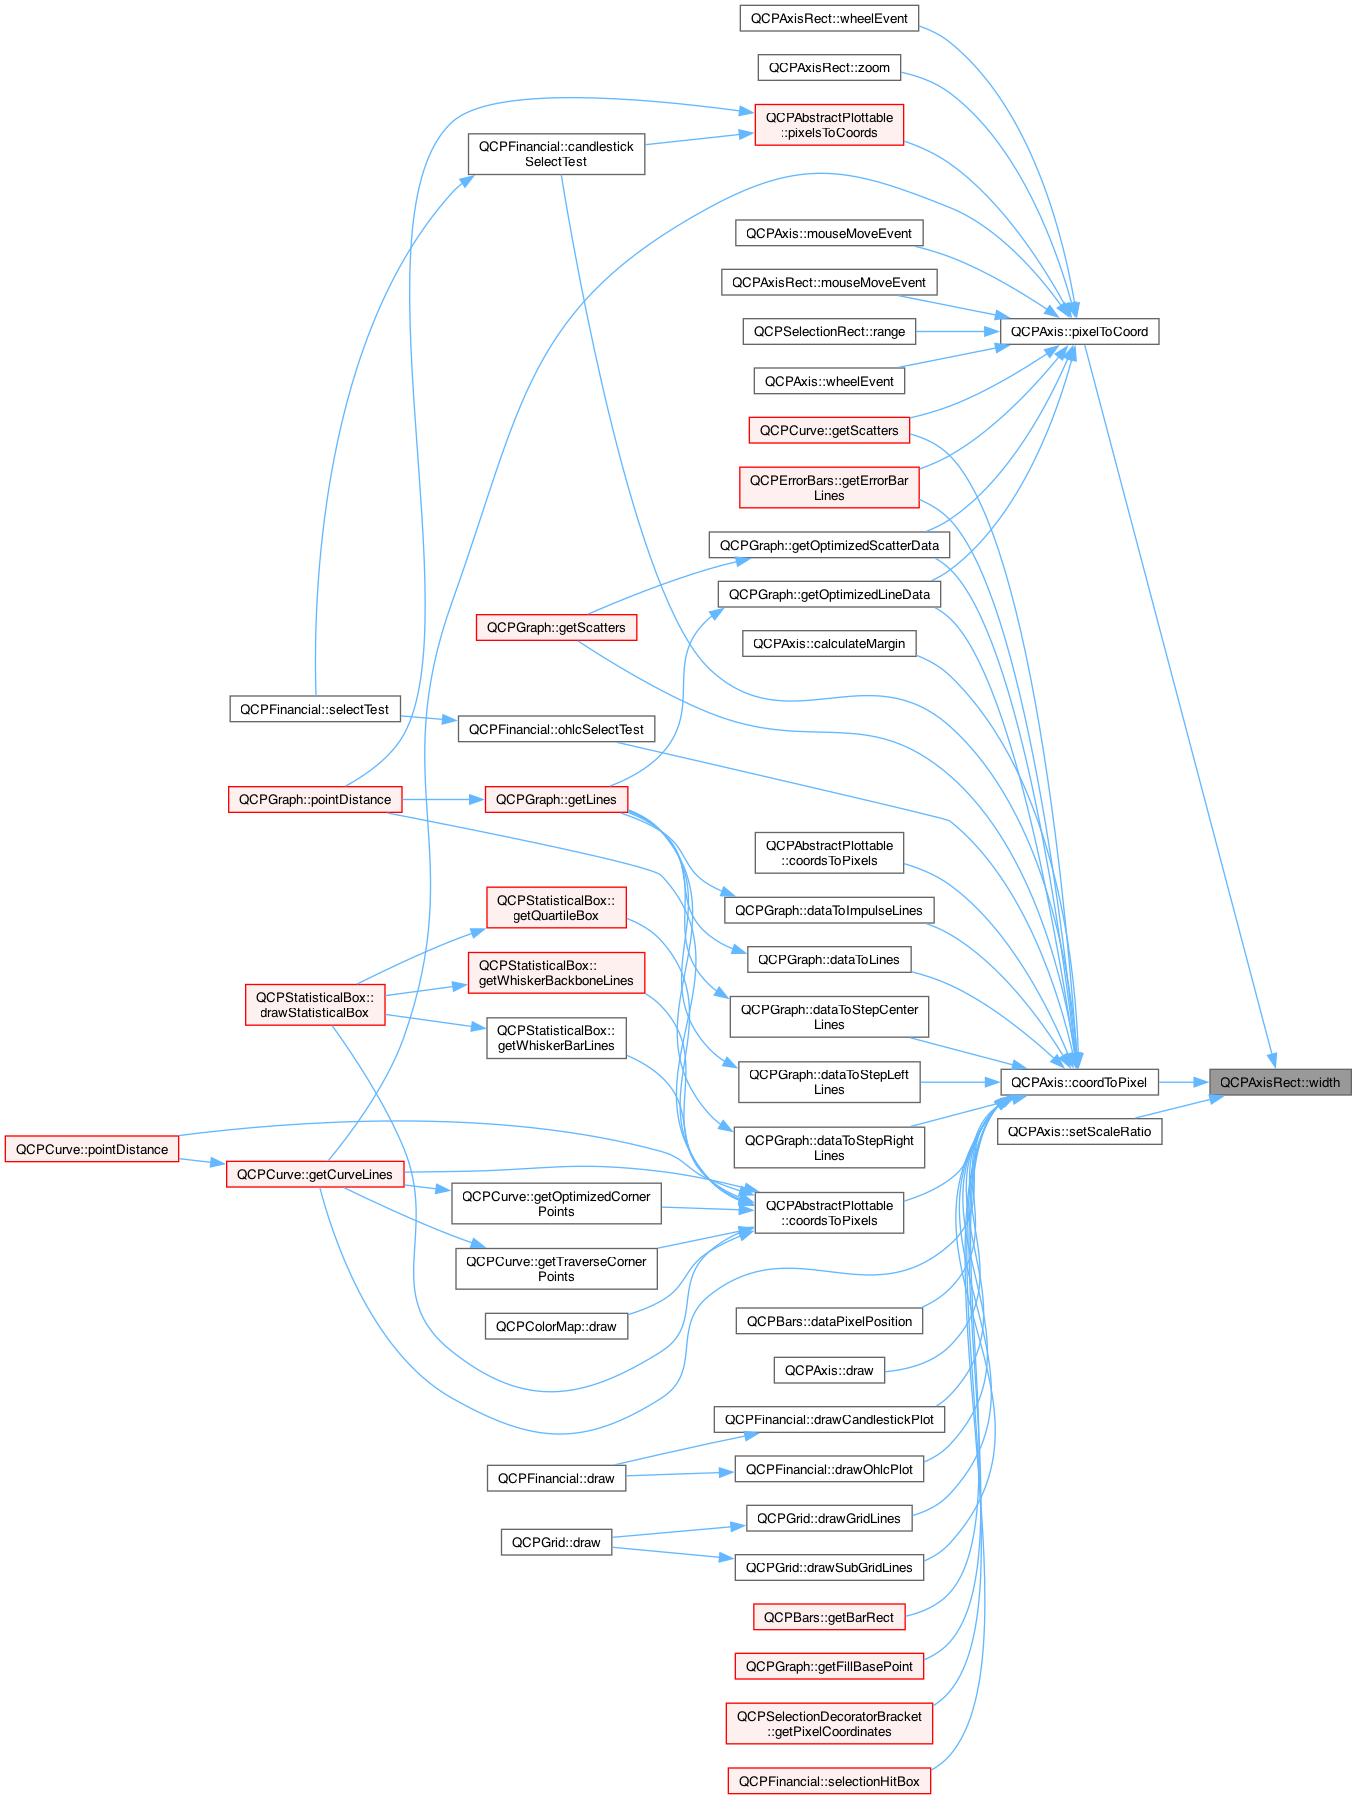 QCPAxisRect::wheelEvent
QCPAxisRect::zoom
QCPAbstractPlottable
::pixelsToCoords
QCPFinancial::candlestick
SelectTest
QCPAxis::mouseMoveEvent
QCPAxisRect::mouseMoveEvent
QCPSelectionRect::range
QCPAxis::pixelToCoord
QCPAxis::wheelEvent
QCPCurve::getScatters
QCPErrorBars::getErrorBar
Lines
QCPGraph::getOptimizedScatterData
QCPGraph::getOptimizedLineData
QCPGraph::getScatters
QCPAxis::calculateMargin
QCPFinancial::selectTest
QCPFinancial::ohlcSelectTest
QCPGraph::pointDistance
QCPGraph::getLines
QCPAbstractPlottable
::coordsToPixels
QCPStatisticalBox::
getQuartileBox
QCPGraph::dataToImpulseLines
QCPGraph::dataToLines
QCPStatisticalBox::
getWhiskerBackboneLines
QCPStatisticalBox::
drawStatisticalBox
QCPGraph::dataToStepCenter
Lines
QCPStatisticalBox::
getWhiskerBarLines
QCPGraph::dataToStepLeft
Lines
QCPAxis::coordToPixel
QCPAxisRect::width
QCPAxis::setScaleRatio
QCPGraph::dataToStepRight
Lines
QCPCurve::pointDistance
QCPCurve::getCurveLines
QCPCurve::getOptimizedCorner
Points
QCPAbstractPlottable
::coordsToPixels
QCPCurve::getTraverseCorner
Points
QCPColorMap::draw
QCPBars::dataPixelPosition
QCPAxis::draw
QCPFinancial::drawCandlestickPlot
QCPFinancial::draw
QCPFinancial::drawOhlcPlot
QCPGrid::drawGridLines
QCPGrid::draw
QCPGrid::drawSubGridLines
QCPBars::getBarRect
QCPGraph::getFillBasePoint
QCPSelectionDecoratorBracket
::getPixelCoordinates
QCPFinancial::selectionHitBox